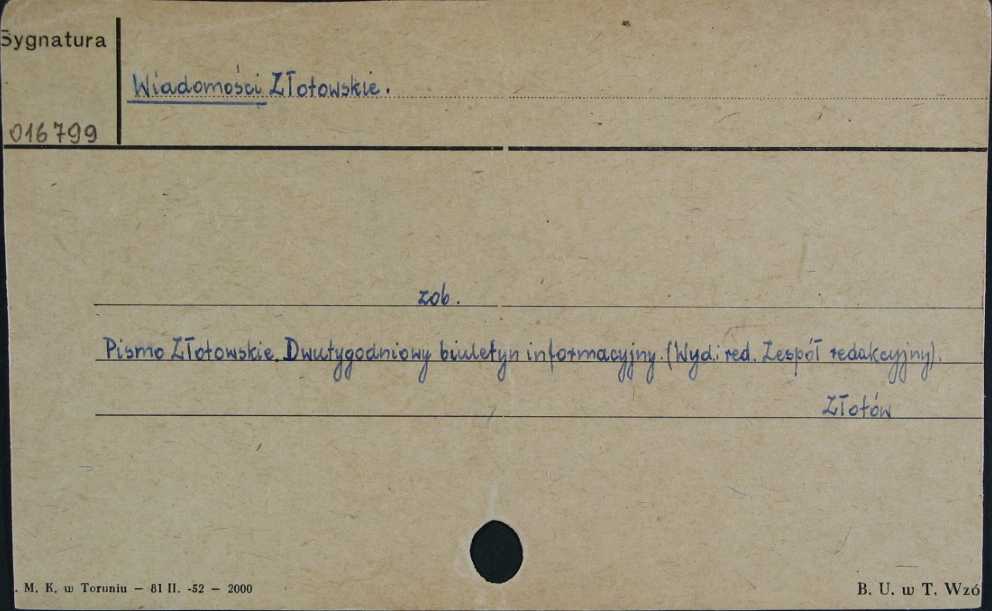 Sygnatura
Wiadomości Złotowskie.
016799
zob.
Pismo Złotowskie. Dwutygodniowy biuletyn informacyjny. (Wyd. i red. Zespół redakcyjny).
Złotów
. M. K. w Toruniu — 81 II. -52 — 2000
B. U. w T. Wzó